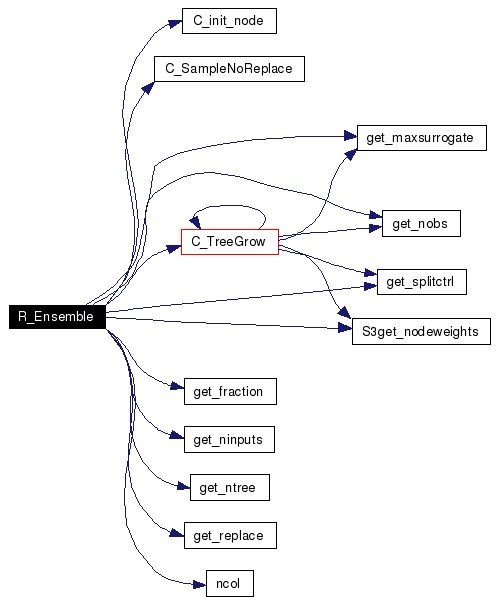 C_init_node
C_SampleNoReplace
get_maxsurrogate
get_nobs
C_TreeGrow
get_splitctrl
R_Ensemble
S3get_nodeweights
get_fraction
get_ninputs
get_ntree
get_replace
ncol